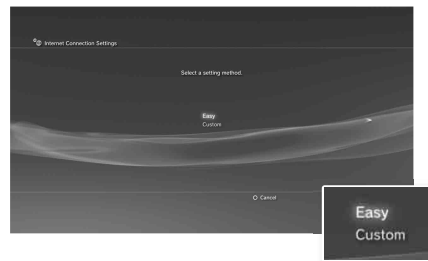 Internet Connection Settings
Select a setting method.
Easy
Custom
Cancel
Easy
Custom